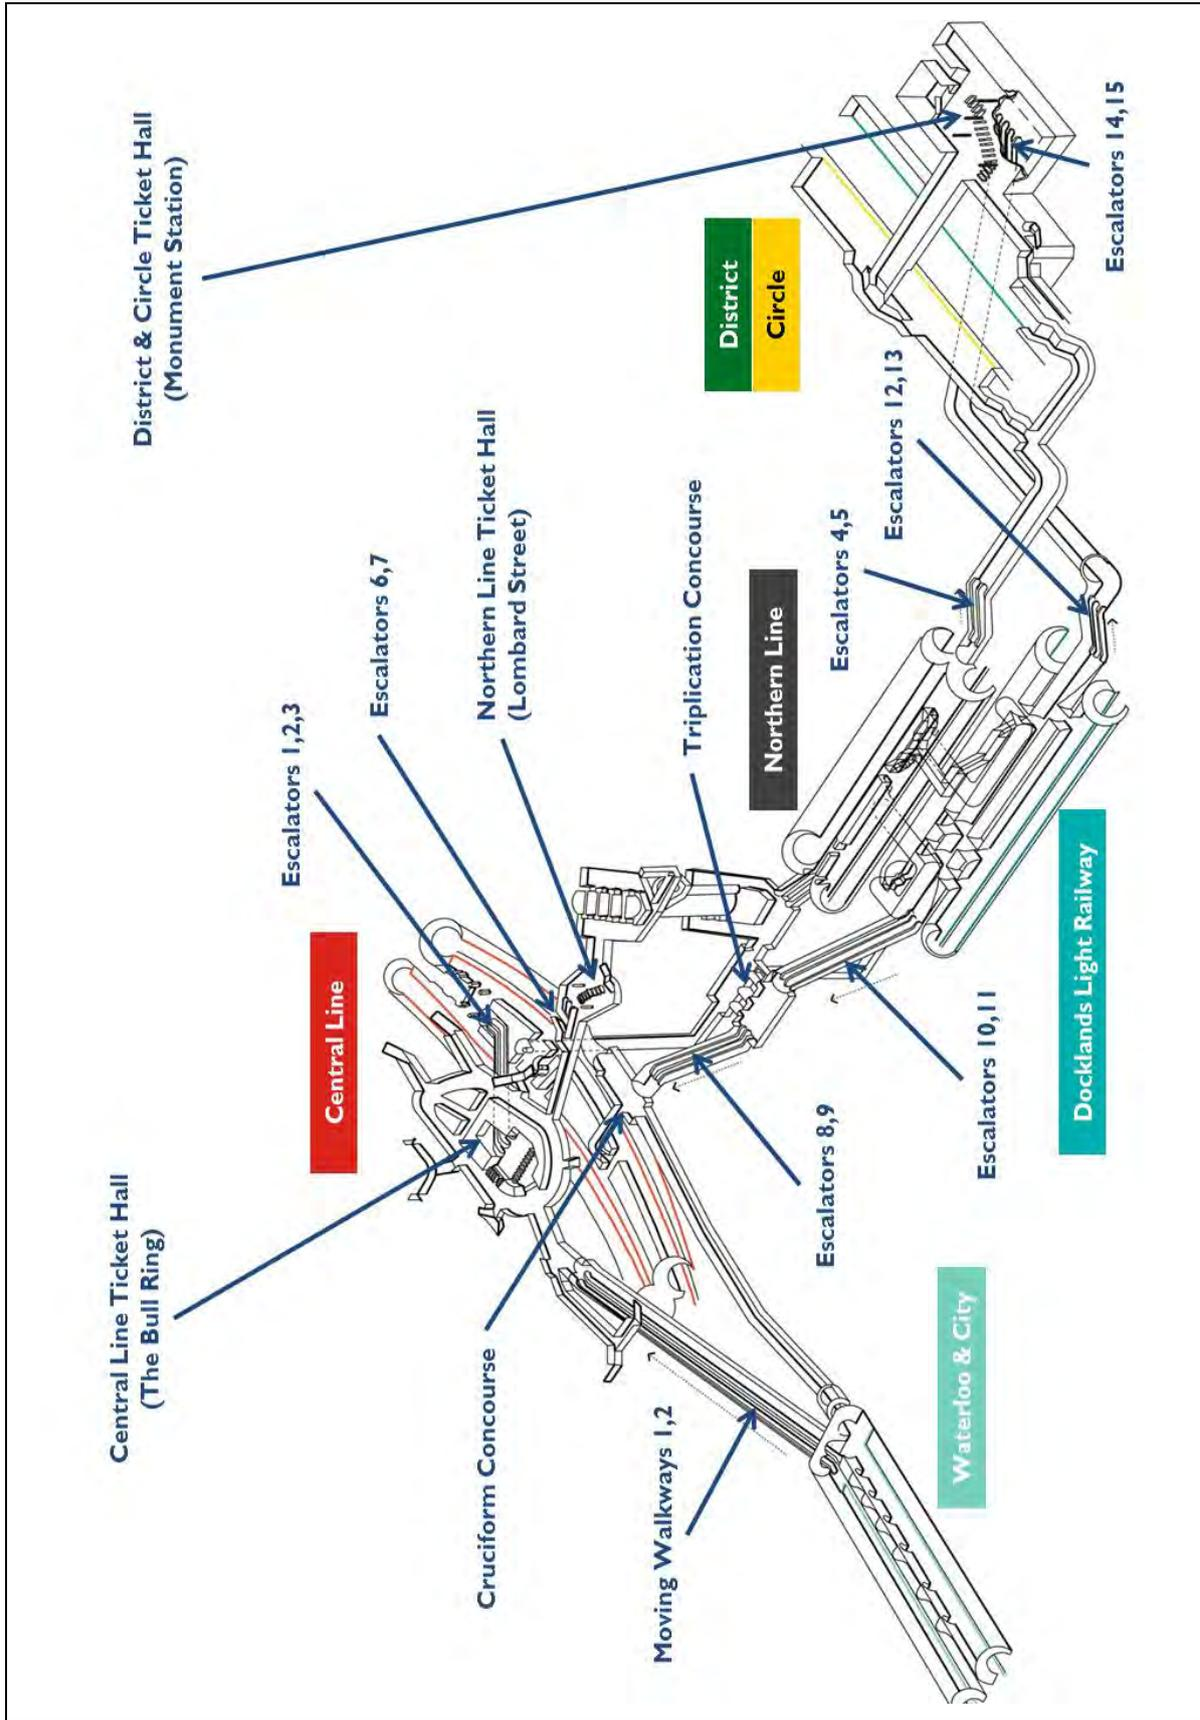 District & Circle Ticket Hall
(Monument Station)
Escalators 14,15
District
Circle
Escalators 12,13
Northern Line Ticket Hall
(Lombard Street)
Triplication Concourse
Escalators 4,5
Escalators 6,7
Northern Line
Escalators 1,2,3
Central Line
Docklands Light Railway
Escalators 10,11
Escalators 8,9
Central Line Ticket Hall
(The Bull Ring)
Cruciform Concourse
Waterloo & City
Moving Walkways 1,2